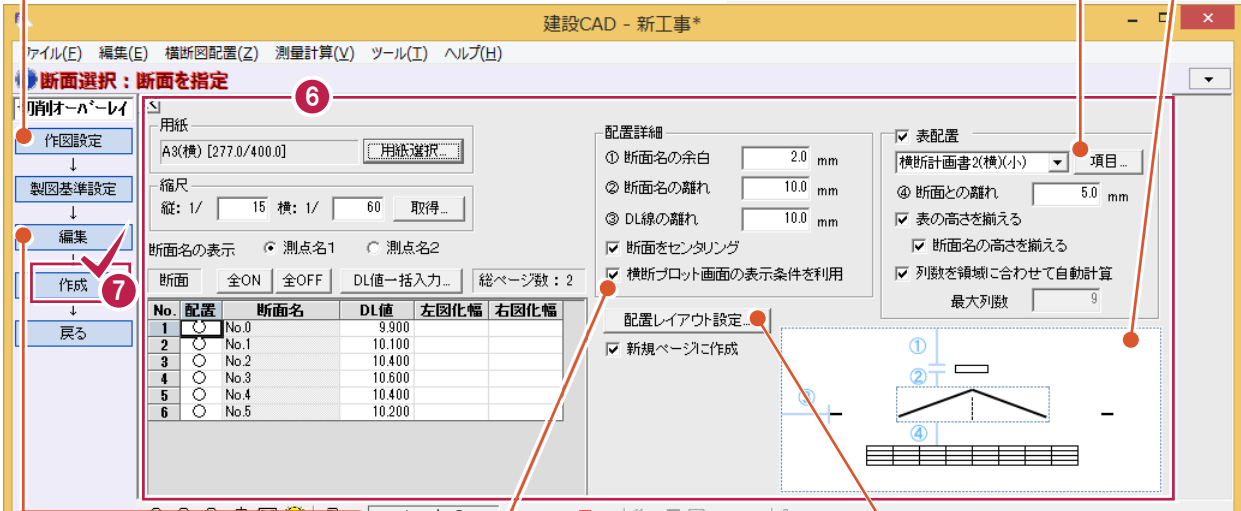 建設CAD - 新工事*
ァイル(F) 編集(E) 横断図配置(Z) 測量計算(V) ツール(T) ヘルプ(H)
断面選択：断面を指定
切削オーバーレイ
作図設定
↓
製図基準設定
↓
編集
作成
↓
戻る
6
7
用紙
A3(横) [277.0/400.0]
用紙選択...
縮尺
縦: 1/ 15 横: 1/ 60 取得...
断面名の表示 測点名1 測点名2
断面 全ON 全OFF DL値一括入力... 総ページ数：2
No. 配置 断面名 DL値 左図化幅 右図化幅
1 ○ No.0 9.900
2 ○ No.1 10.100
3 ○ No.2 10.400
4 ○ No.3 10.600
5 ○ No.4 10.400
6 ○ No.5 10.200
配置詳細
① 断面名の余白 2.0 mm
② 断面名の離れ 10.0 mm
③ DL線の離れ 10.0 mm
断面をセンタリング
横断プロット画面の表示条件を利用
配置レイアウト設定...
新規ページに作成
表配置
横断計画書2(横)(小) 項目...
④ 断面との離れ 5.0 mm
表の高さを揃える
断面名の高さを揃える
列数を領域に合わせて自動計算
最大列数 9
①
②
③
④